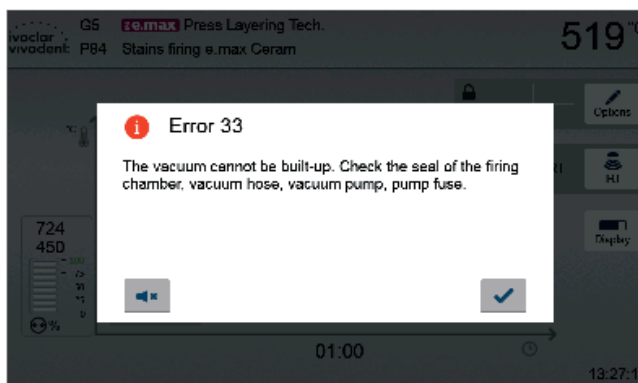 ivoclar G5 IPS e.max Press Layering Tech. 519 °C
vivadent P84 Stains firing e.max Ceram
Options
Error 33
°C
The vacuum cannot be built-up. Check the seal of the firing
chamber, vacuum hose, vacuum pump, pump fuse.
H.I
Display
724
450
100
%
01:00
13:27:1